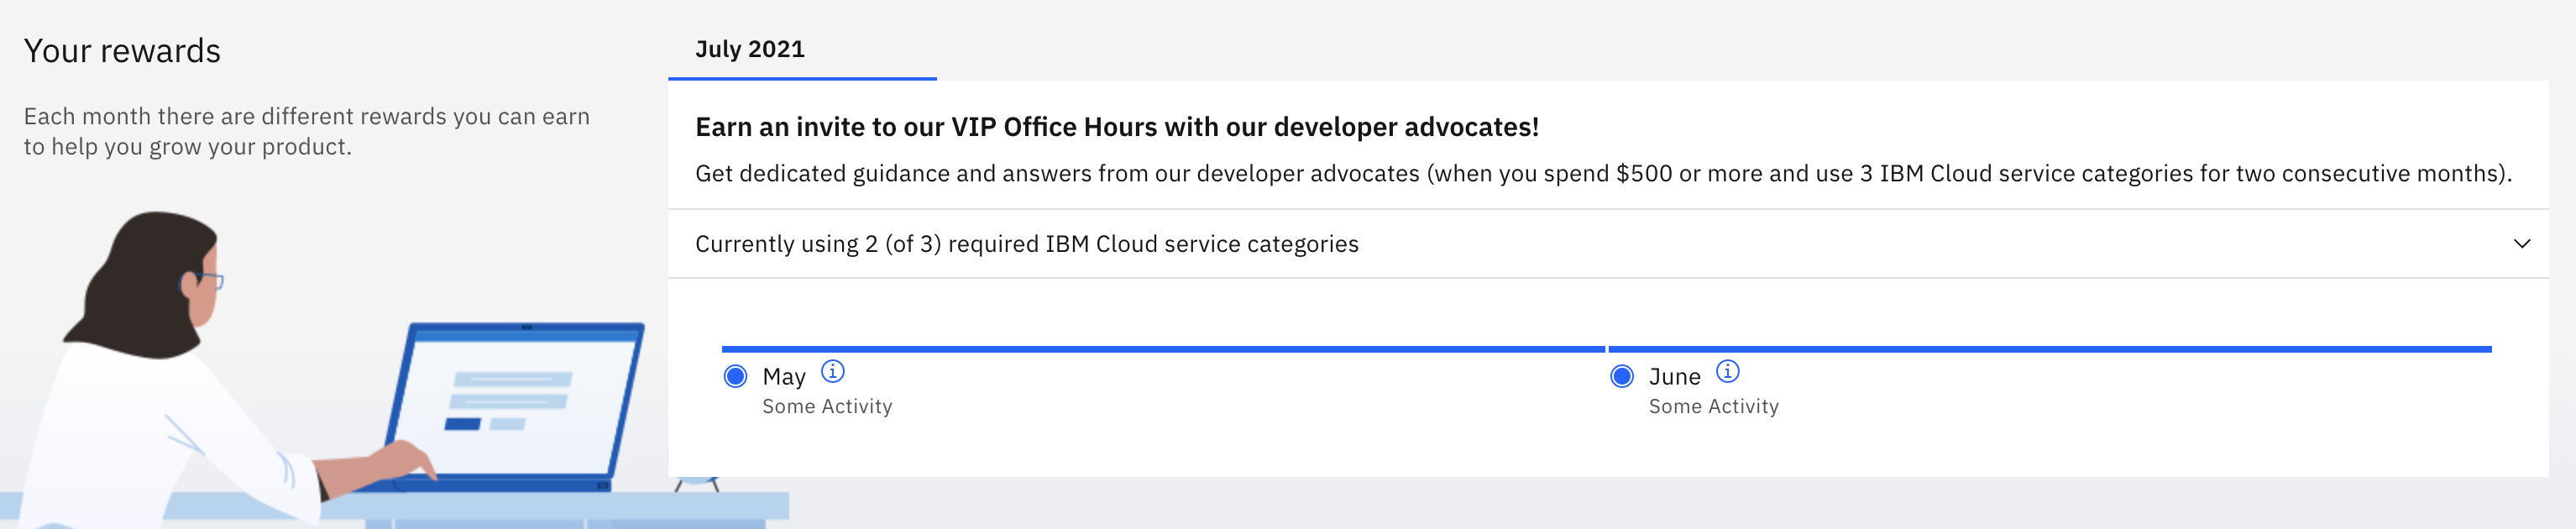 Your rewards
Each month there are different rewards you can earn
to help you grow your product.
July 2021
Earn an invite to our VIP Office Hours with our developer advocates!
Get dedicated guidance and answers from our developer advocates (when you spend $500 or more and use 3 IBM Cloud service categories for two consecutive months).
Currently using 2 (of 3) required IBM Cloud service categories
May
Some Activity
June
Some Activity